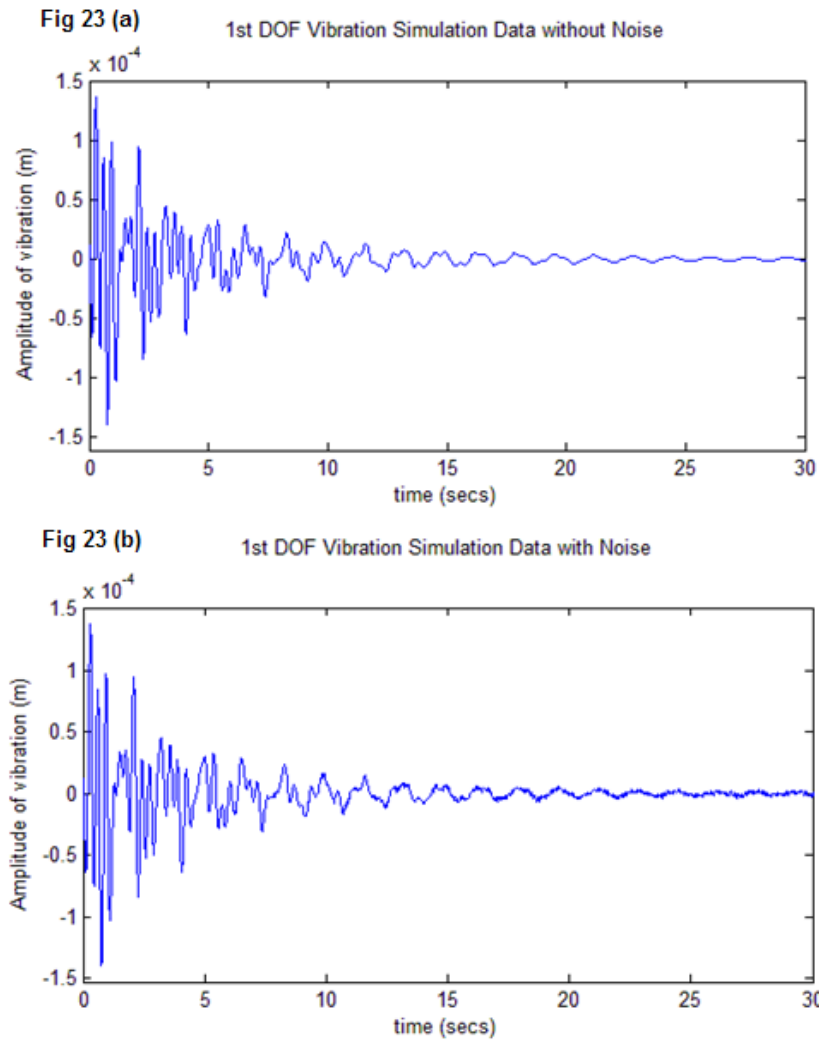 Fig 23 (a)
1st DOF Vibration Simulation Data without Noise
x 10-4
1.5
1
0.5
0
-0.5
-1
-1.5
Amplitude of vibration (m)
0 5 10 15 20 25 30
time (secs)
Fig 23 (b)
1st DOF Vibration Simulation Data with Noise
x 10-4
1.5
1
0.5
0
-0.5
-1
-1.5
Amplitude of vibration (m)
0 5 10 15 20 25 30
time (secs)